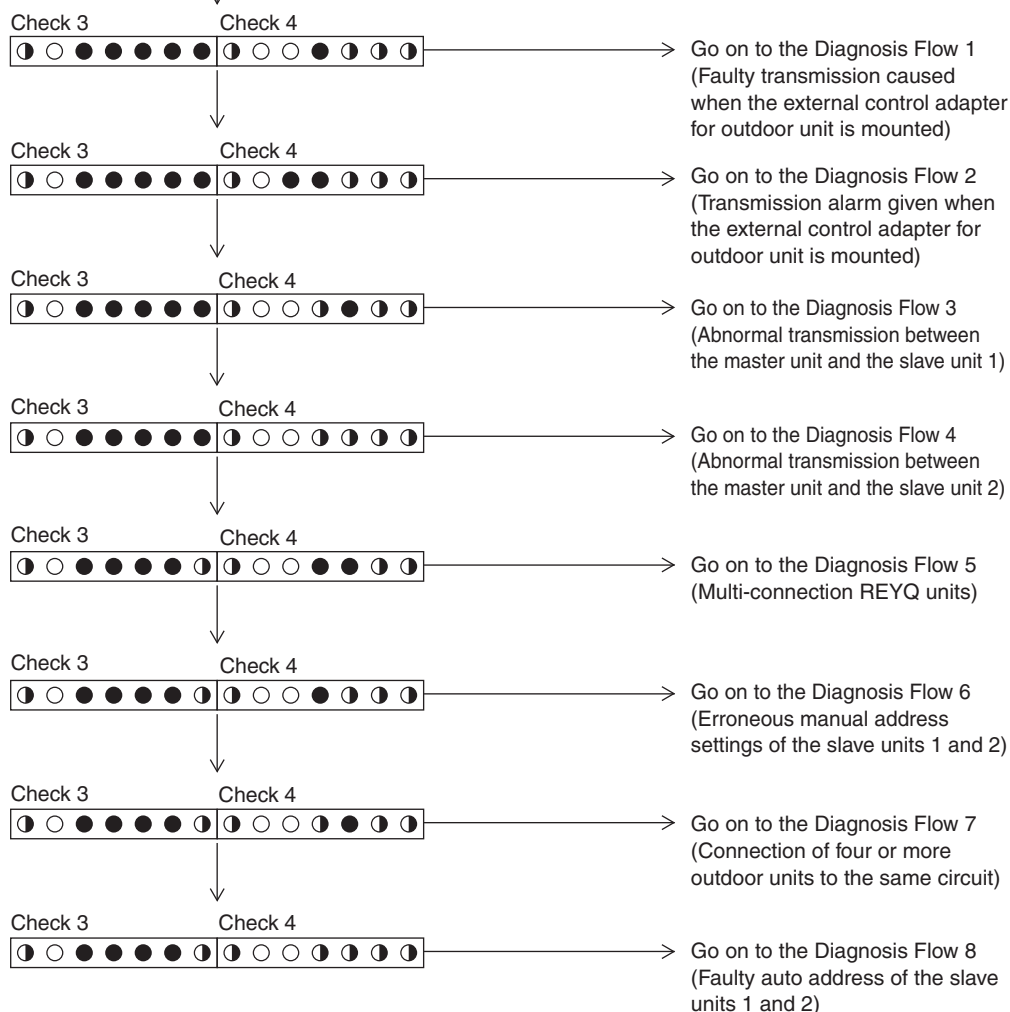 Check 3 Check 4
◑ ○ ● ● ● ● ● ◑ ○ ○ ● ◑ ◑ ◑
Go on to the Diagnosis Flow 1
(Faulty transmission caused
when the external control adapter
for outdoor unit is mounted)
Check 3 Check 4
◑ ○ ● ● ● ● ● ◑ ○ ● ● ◑ ◑ ◑
Go on to the Diagnosis Flow 2
(Transmission alarm given when
the external control adapter for
outdoor unit is mounted)
Check 3 Check 4
◑ ○ ● ● ● ● ● ◑ ○ ○ ◑ ● ◑ ◑
Go on to the Diagnosis Flow 3
(Abnormal transmission between
the master unit and the slave unit 1)
Check 3 Check 4
◑ ○ ● ● ● ● ● ◑ ○ ○ ◑ ◑ ◑ ◑
Go on to the Diagnosis Flow 4
(Abnormal transmission between
the master unit and the slave unit 2)
Check 3 Check 4
◑ ○ ● ● ● ● ◑ ◑ ○ ○ ● ● ◑ ◑
Go on to the Diagnosis Flow 5
(Multi-connection REYQ units)
Check 3 Check 4
◑ ○ ● ● ● ● ◑ ◑ ○ ○ ● ◑ ◑ ◑
Go on to the Diagnosis Flow 6
(Erroneous manual address
settings of the slave units 1 and 2)
Check 3 Check 4
◑ ○ ● ● ● ● ◑ ◑ ○ ○ ◑ ● ◑ ◑
Go on to the Diagnosis Flow 7
(Connection of four or more
outdoor units to the same circuit)
Check 3 Check 4
◑ ○ ● ● ● ● ◑ ◑ ○ ○ ◑ ◑ ◑ ◑
Go on to the Diagnosis Flow 8
(Faulty auto address of the slave
units 1 and 2)